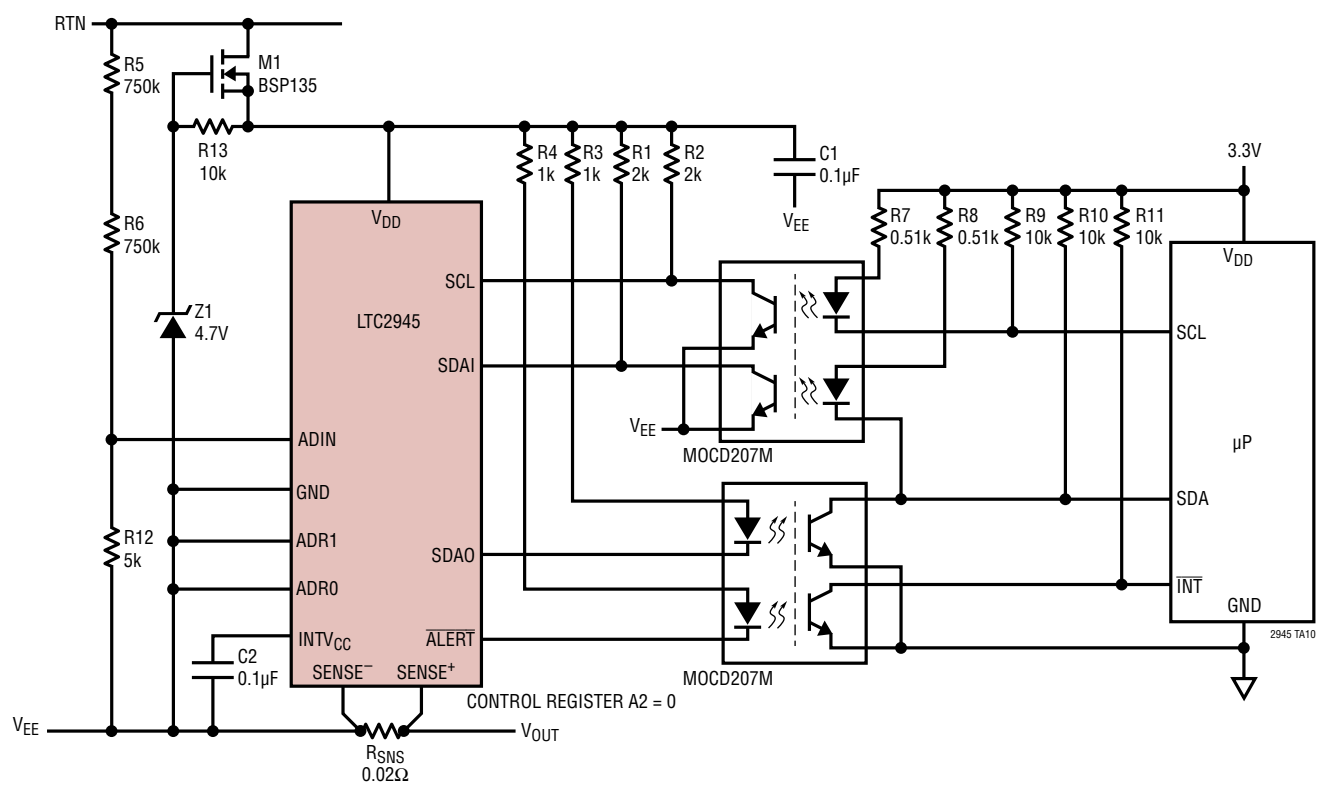 RTN
R5
750k
M1
BSP135
R13
10k
R4
1k
R3
1k
R1
2k
R2
2k
C1
0.1µF
VEE
3.3V
R6
750k
R7
0.51k
R8
0.51k
R9
10k
R10
10k
R11
10k
VDD
VDD
SCL
Z1
4.7V
LTC2945
SCL
SDAI
VEE
MOCD207M
µP
ADIN
GND
SDA
R12
5k
ADR1
SDAO
ADR0
INT
GND
2945 TA10
INTVCC
ALERT
C2
0.1µF
SENSE–
SENSE+
MOCD207M
CONTROL REGISTER A2 = 0
VEE
VOUT
RSNS
0.02Ω